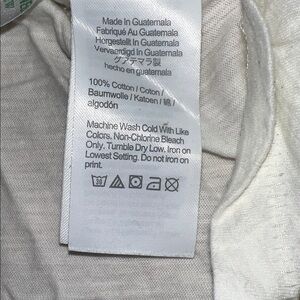 Made In Guatemala
Fabriqué Au Guatemala
Horgestellt In Guatemala
Vervaardigd In Guatemala
グアテマラ製
hecho en guatemala
100% Cotton / Coton /
Baumwolle / Katoen / 綿 /
algodón
Machine Wash Cold With Like
Colors. Non-Chlorine Bleach
Only. Tumble Dry Low. Iron on
Lowest Setting. Do not iron on
print.